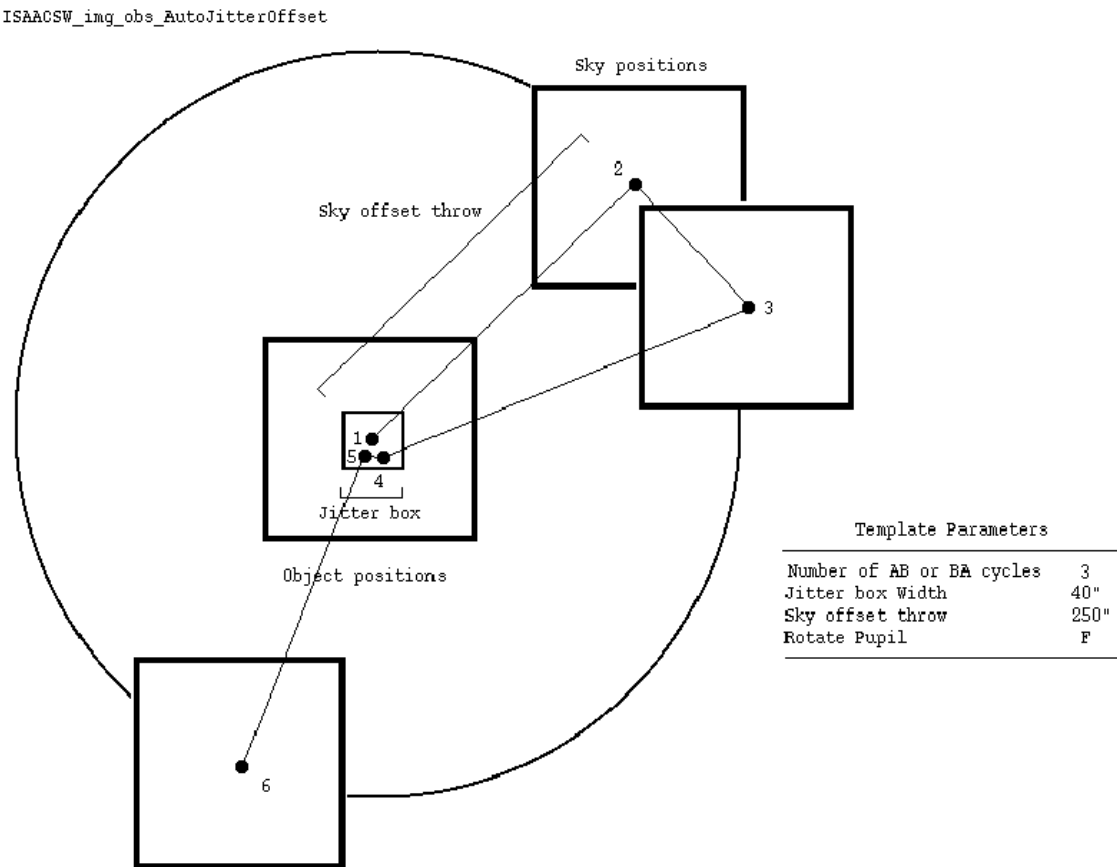 ISAACSW_img_obs_AutoJitterOffset
Sky positions
2
Sky offset throw
3
1
5
4
Jitter box
Object positions
6
Template Parameters
Number of AB or BA cycles 3
Jitter box Width 40"
Sky offset throw 250"
Rotate Pupil F